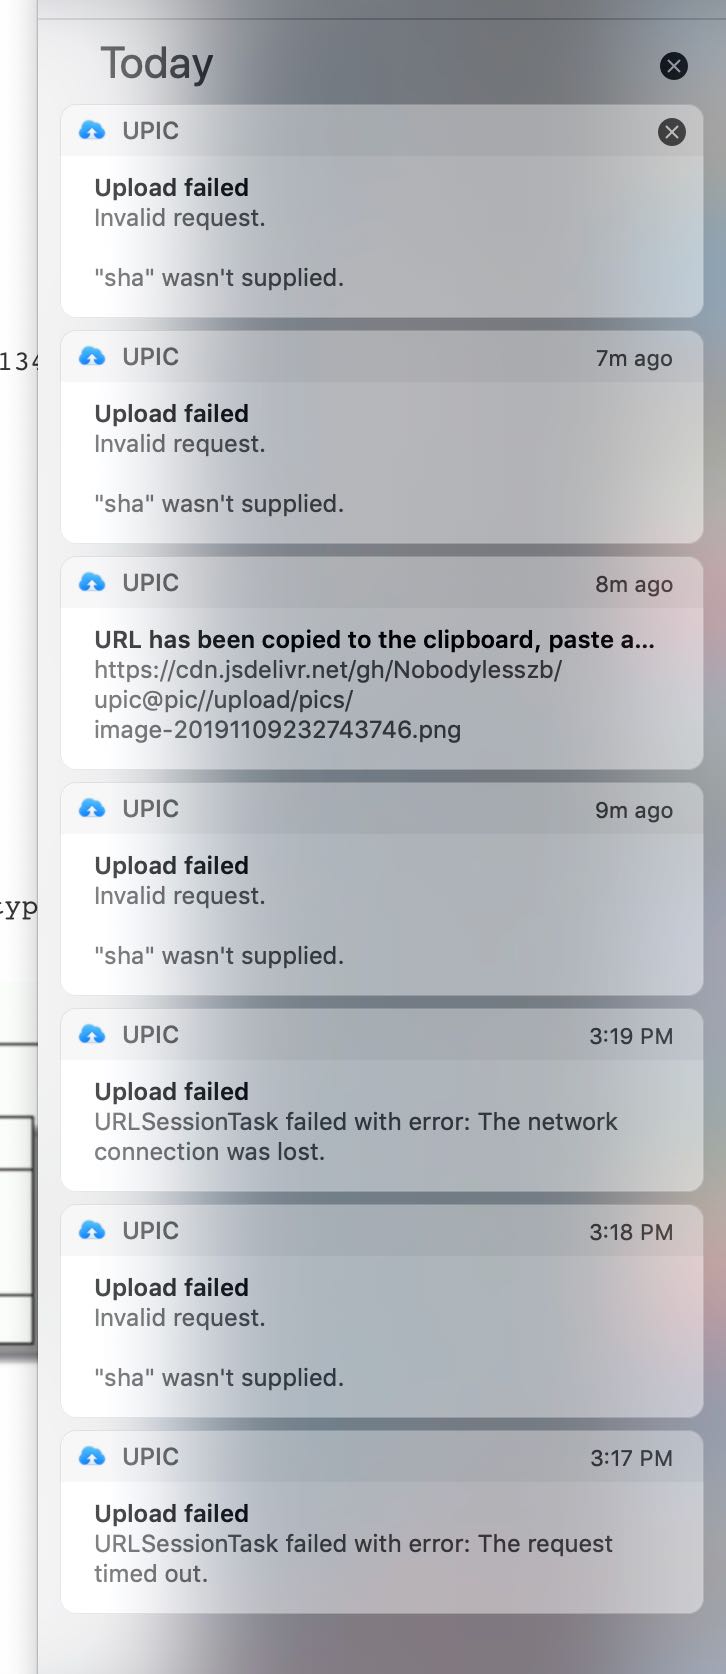 Today
UPIC
Upload failed
Invalid request.
"sha" wasn't supplied.
134
UPIC 7m ago
Upload failed
Invalid request.
"sha" wasn't supplied.
UPIC 8m ago
URL has been copied to the clipboard, paste a...
https://cdn.jsdelivr.net/gh/Nobodylesszb/
upic@pic//upload/pics/
image-20191109232743746.png
UPIC 9m ago
Upload failed
Invalid request.
typ
"sha" wasn't supplied.
UPIC 3:19 PM
Upload failed
URLSessionTask failed with error: The network
connection was lost.
UPIC 3:18 PM
Upload failed
Invalid request.
"sha" wasn't supplied.
UPIC 3:17 PM
Upload failed
URLSessionTask failed with error: The request
timed out.